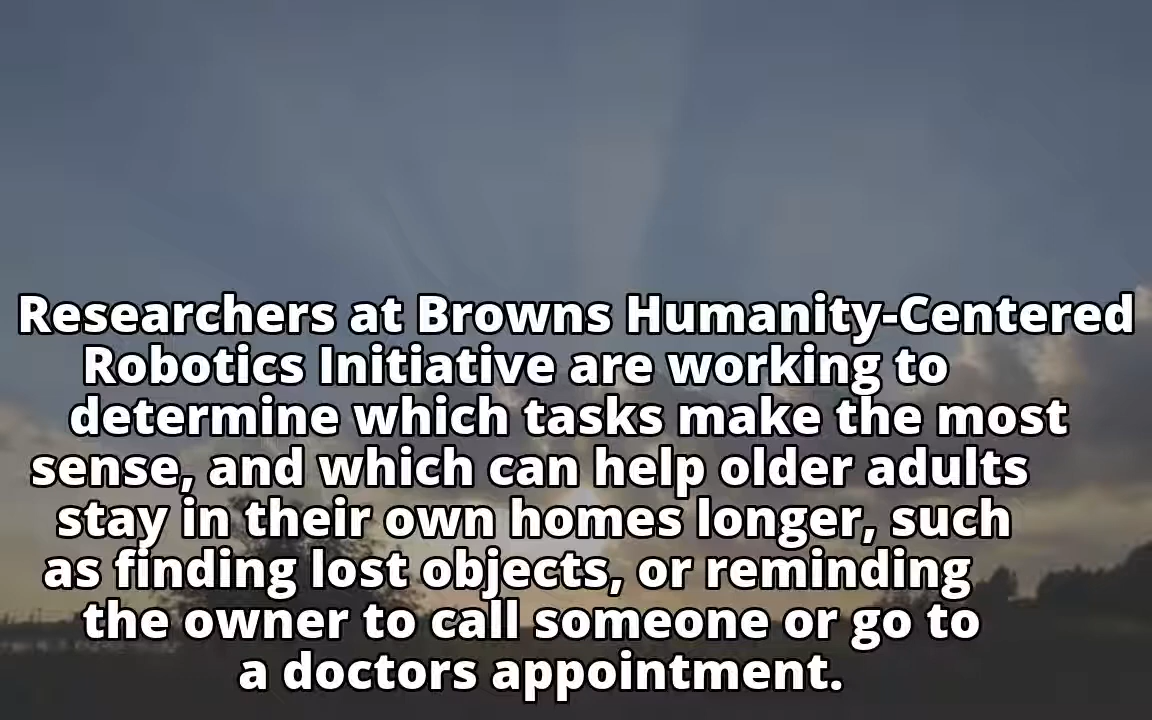 Researchers at Browns Humanity-Centered
Robotics Initiative are working to
determine which tasks make the most
sense, and which can help older adults
stay in their own homes longer, such
as finding lost objects, or reminding
the owner to call someone or go to
a doctors appointment.